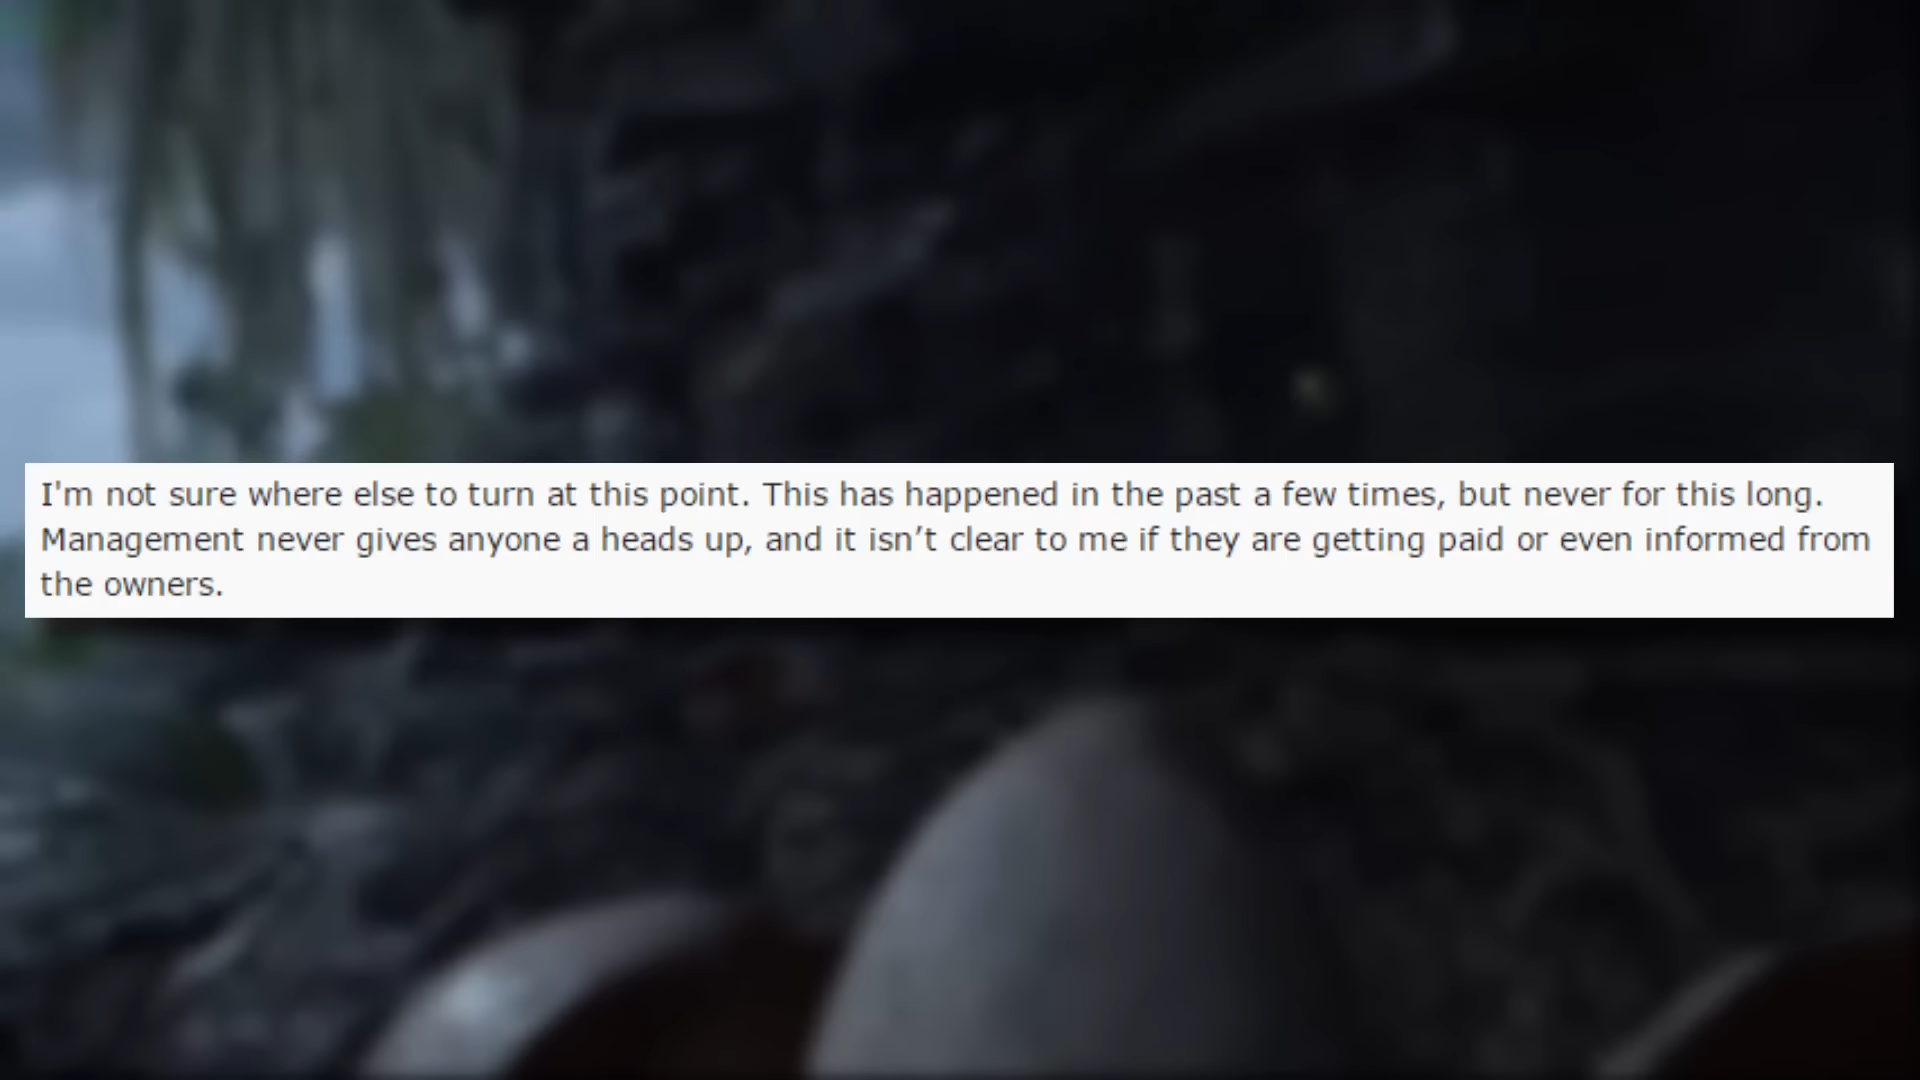 I'm not sure where else to turn at this point. This has happened in the past a few times, but never for this long.
Management never gives anyone a heads up, and it isn’t clear to me if they are getting paid or even informed from
the owners.